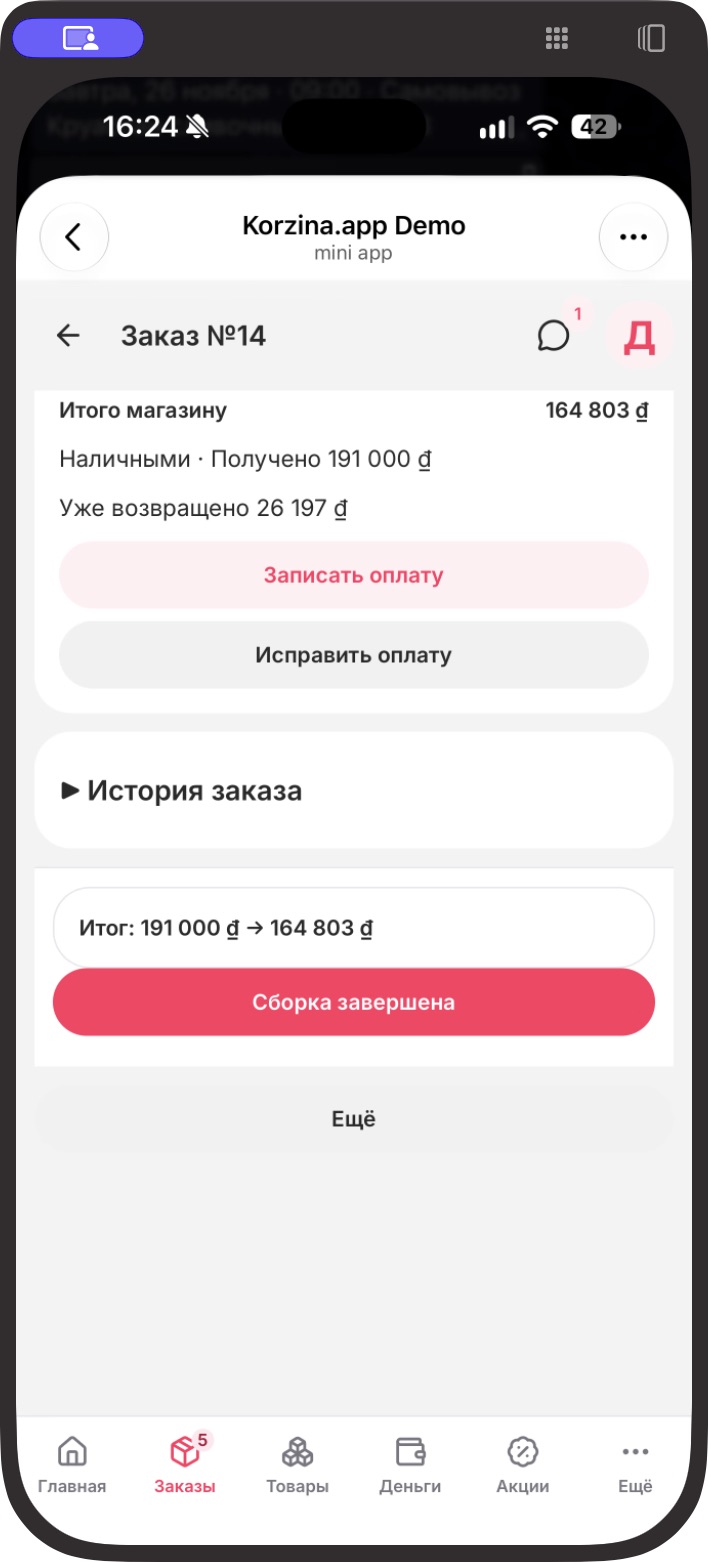 16:24
42
Korzina.app Demo
mini app
Заказ №14
1
Д
Итого магазину 164 803 ₫
Наличными · Получено 191 000 ₫
Уже возвращено 26 197 ₫
Записать оплату
Исправить оплату
История заказа
Итог: 191 000 ₫ → 164 803 ₫
Сборка завершена
Ещё
5
Главная Заказы Товары Деньги Акции Ещё